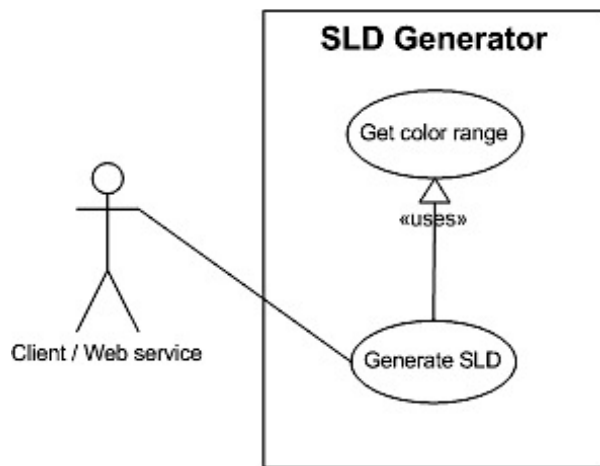 SLD Generator
Get color range
«uses»
Client / Web service
Generate SLD